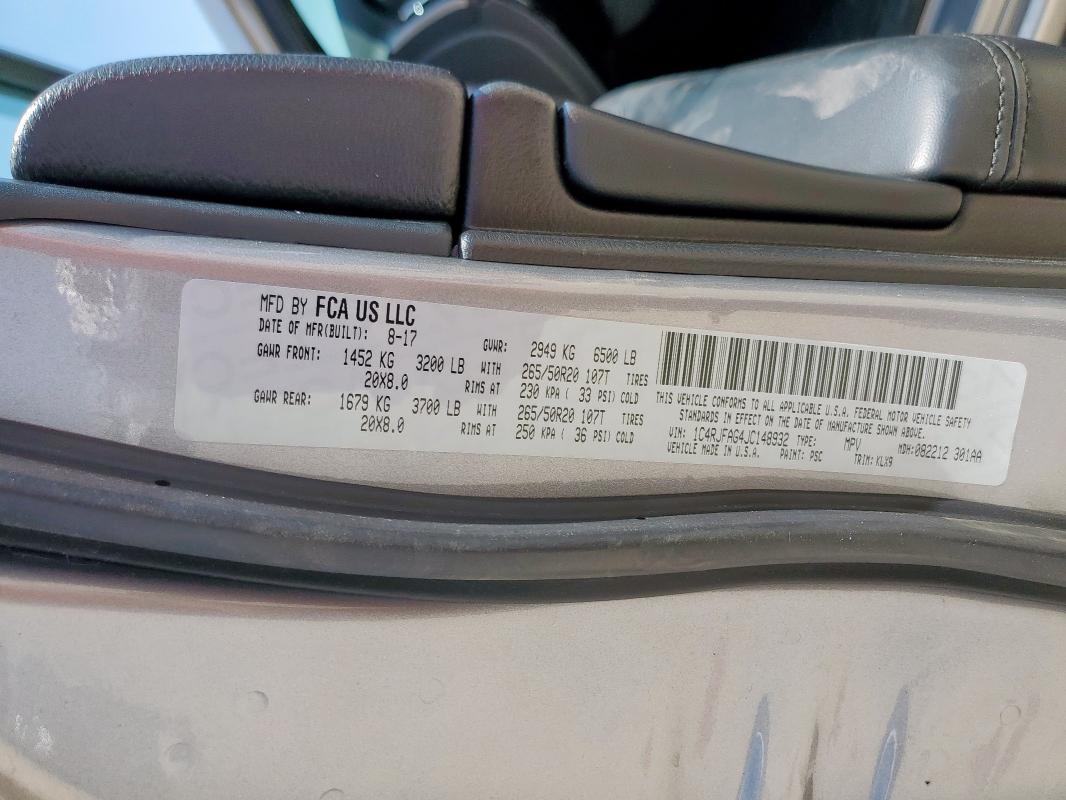 MFD BY FCA US LLC
DATE OF MFR(BUILT): 8-17 GVWR: 2949 KG 6500 LB
GAWR FRONT: 1452 KG 3200 LB WITH 265/50R20 107T TIRES
20X8.0 RIMS AT 230 KPA ( 33 PSI) COLD
GAWR REAR: 1679 KG 3700 LB WITH 265/50R20 107T TIRES
20X8.0 RIMS AT 250 KPA ( 36 PSI) COLD
THIS VEHICLE CONFORMS TO ALL APPLICABLE U.S.A. FEDERAL MOTOR VEHICLE SAFETY
STANDARDS IN EFFECT ON THE DATE OF MANUFACTURE SHOWN ABOVE.
VIN: 1C4RJFAG4JC148932 TYPE: MPV MDH: 082212 301AA
VEHICLE MADE IN U.S.A. PAINT: PSC TRIM: KLX9